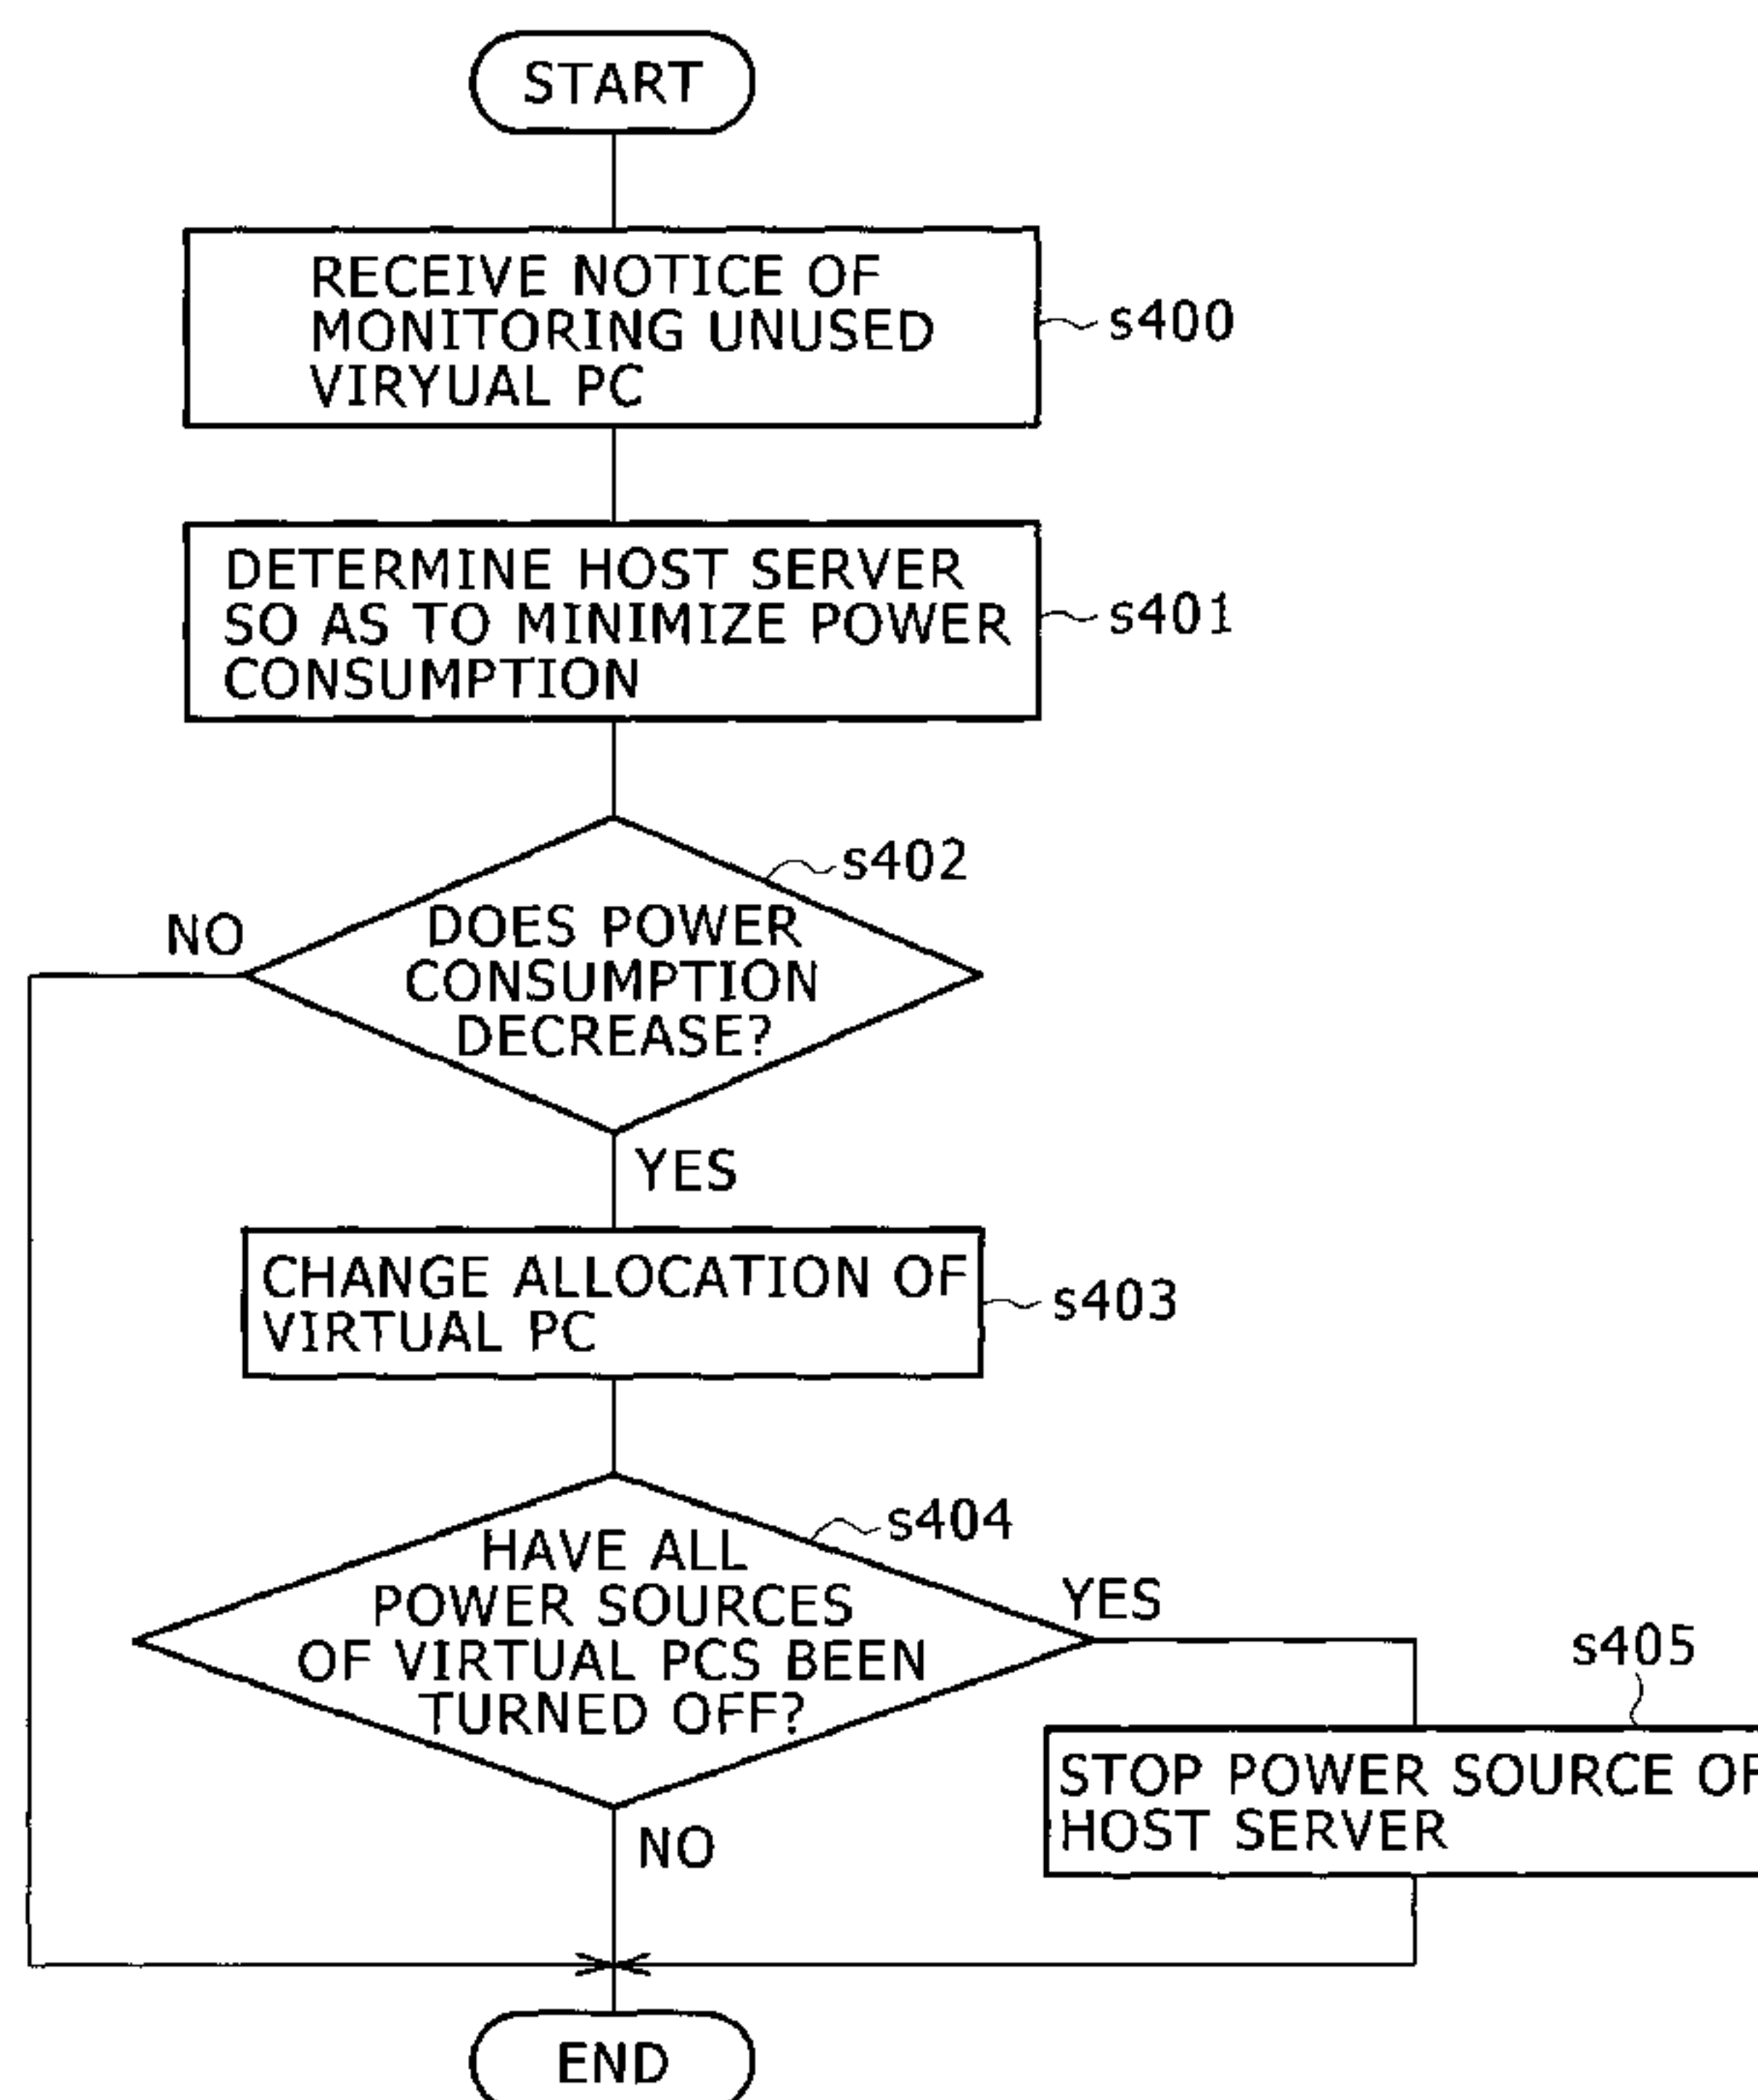 START
RECEIVE NOTICE OF
MONITORING UNUSED
VIRYUAL PC
s400
DETERMINE HOST SERVER
SO AS TO MINIMIZE POWER
CONSUMPTION
s401
s402
NO
DOES POWER
CONSUMPTION
DECREASE?
YES
CHANGE ALLOCATION OF
VIRTUAL PC
s403
s404
HAVE ALL
POWER SOURCES
OF VIRTUAL PCS BEEN
TURNED OFF?
YES
s405
STOP POWER SOURCE OF
HOST SERVER
NO
END